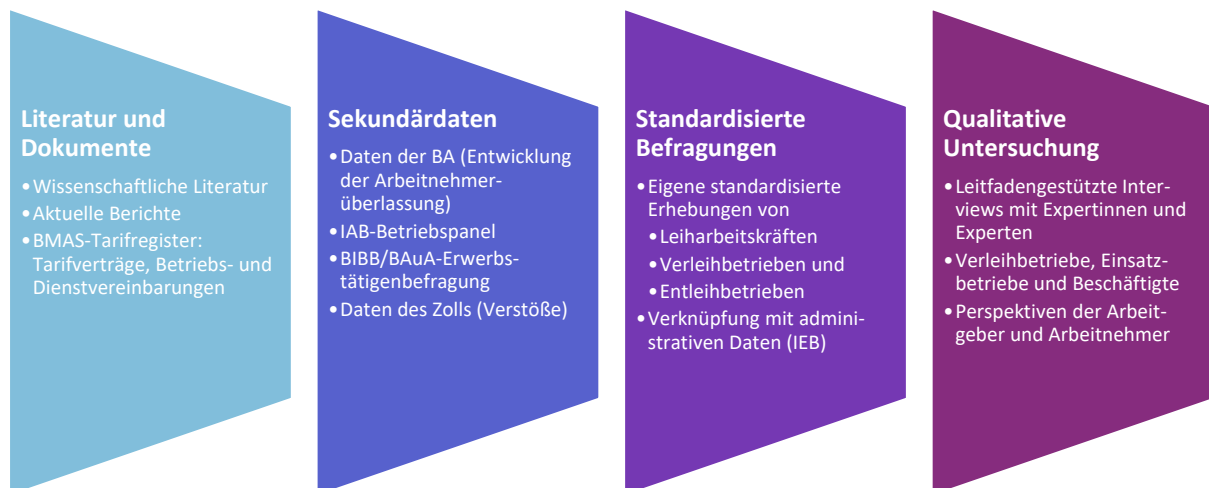 Literatur und
Dokumente
•Wissenschaftliche Literatur
•Aktuelle Berichte
•BMAS-Tarifregister:
Tarifverträge, Betriebs- und
Dienstvereinbarungen
Sekundärdaten
•Daten der BA (Entwicklung
der Arbeitnehmer-
überlassung)
•IAB-Betriebspanel
•BIBB/BAuA-Erwerbs-
tätigenbefragung
•Daten des Zolls (Verstöße)
Standardisierte
Befragungen
•Eigene standardisierte
Erhebungen von
•Leiharbeitskräften
•Verleihbetrieben und
•Entleihbetrieben
•Verknüpfung mit admini-
strativen Daten (IEB)
Qualitative
Untersuchung
•Leitfadengestützte Inter-
views mit Expertinnen und
Experten
•Verleihbetriebe, Einsatz-
betriebe und Beschäftigte
•Perspektiven der Arbeit-
geber und Arbeitnehmer